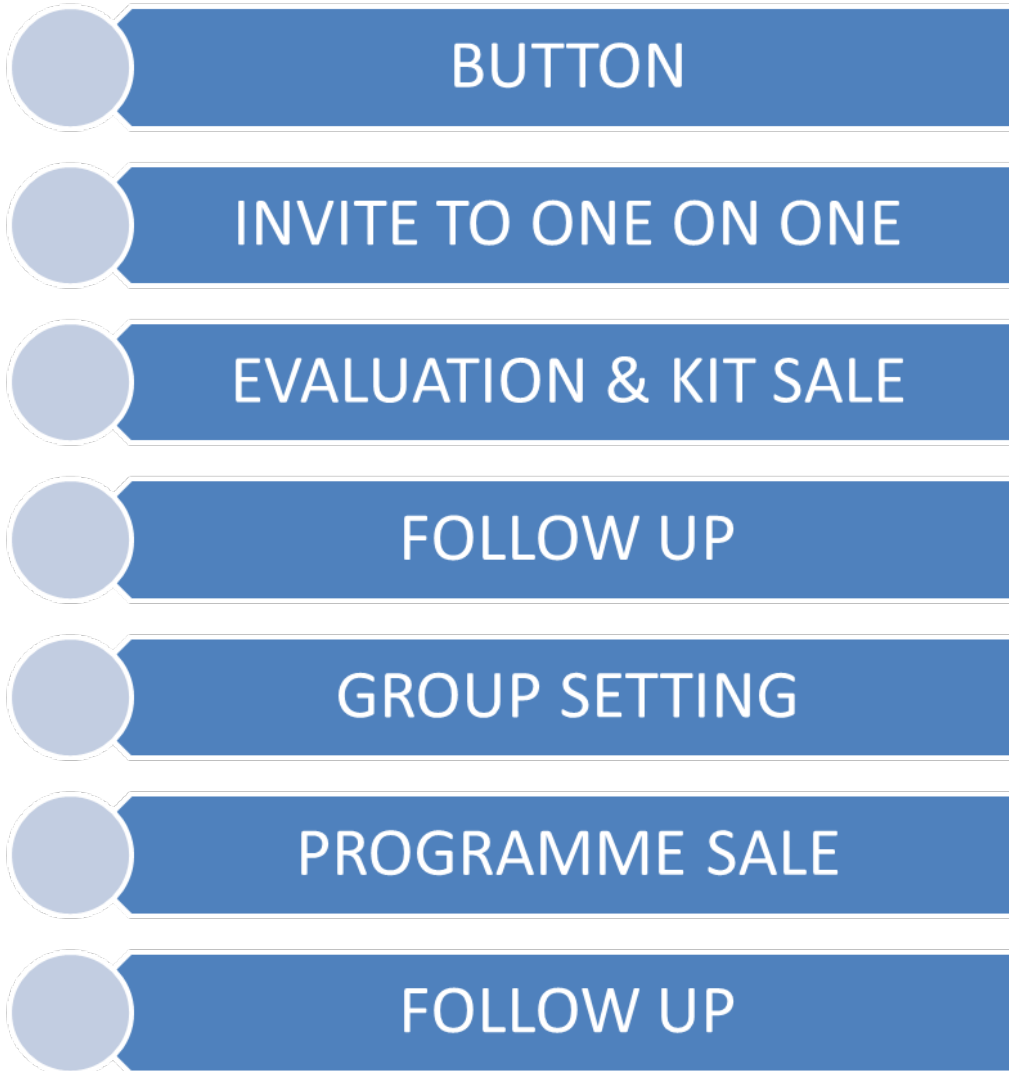 BUTTON
INVITE TO ONE ON ONE
EVALUATION & KIT SALE
FOLLOW UP
GROUP SETTING
PROGRAMME SALE
FOLLOW UP